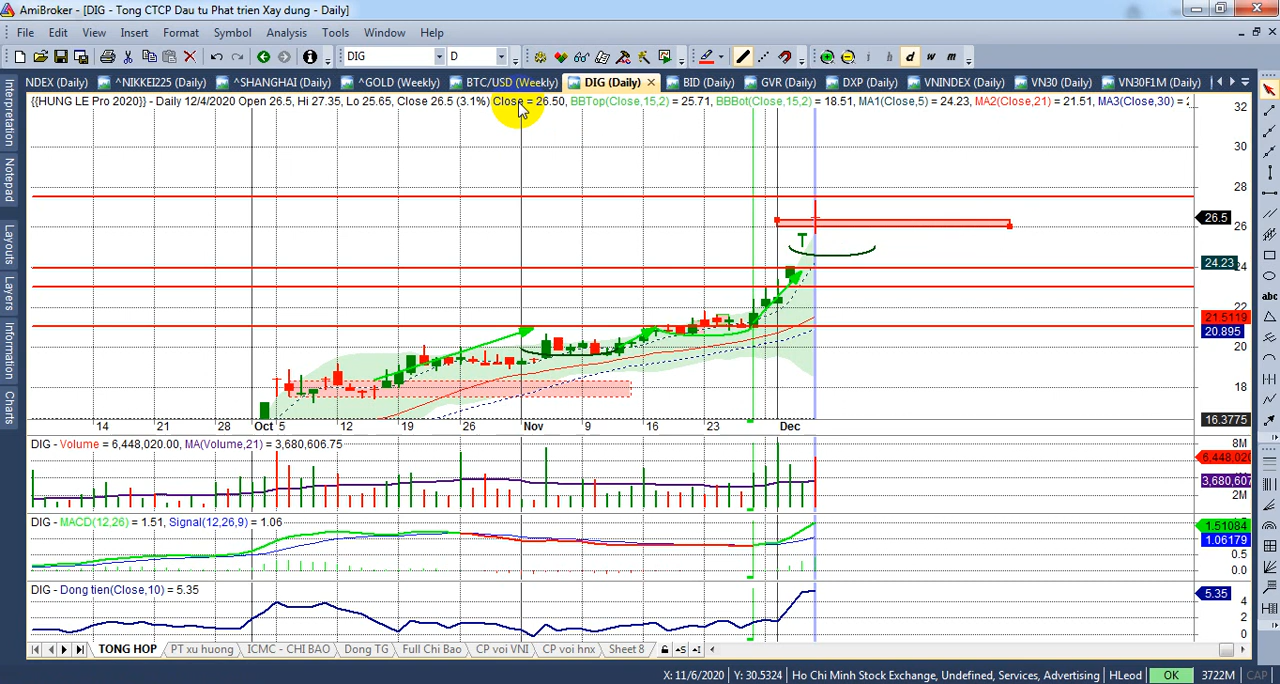 AmiBroker - [DIG - Tong CTCP Dau tu Phat trien Xay dung - Daily]
File Edit View Insert Format Symbol Analysis Tools Window Help
DIG D i h d w m
NDEX (Daily) ^NIKKEI225 (Daily) ^SHANGHAI (Daily) ^GOLD (Weekly) BTC/USD (Weekly) DIG (Daily) BID (Daily) GVR (Daily) DXP (Daily) VNINDEX (Daily) VN30 (Daily) VN30F1M (Daily)
{{HUNG LE Pro 2020}} - Daily 12/4/2020 Open 26.5, Hi 27.35, Lo 25.65, Close 26.5 (3.1%) Close = 26.50, BBTop(Close,15,2) = 25.71, BBBot(Close,15,2) = 18.51, MA1(Close,5) = 24.23, MA2(Close,21) = 21.51, MA3(Close,30) = 2
Interpretation
Notepad
Layouts
Layers
Information
Charts
abc
32
30
28
26.5
26
24.23
24
22
21.5119
20.895
20
18
16.3775
14 21 28 Oct 5 12 19 26 Nov 9 16 23 Dec
DIG - Volume = 6,448,020.00, MA(Volume,21) = 3,680,606.75
8M
6,448,020
3,680,607
2M
DIG - MACD(12,26) = 1.51, Signal(12,26,9) = 1.06
1.51084
1.06179
0.5
0.0
DIG - Dong tien(Close,10) = 5.35
5.35
4
2
0
TONG HOP PT xu huong ICMC - CHI BAO Dong TG Full Chi Bao CP voi VNI CP voi hnx Sheet 8
X: 11/6/2020 Y: 30.5324 Ho Chi Minh Stock Exchange, Undefined, Services, Advertising HLeod OK 3722M CAP